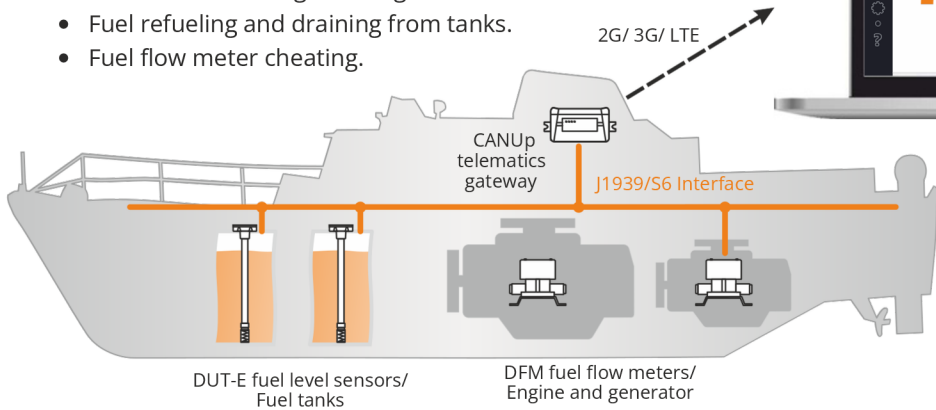 • Fuel refueling and draining from tanks.
• Fuel flow meter cheating.
2G/ 3G/ LTE
CANUp
telematics
gateway
J1939/S6 Interface
DUT-E fuel level sensors/
Fuel tanks
DFM fuel flow meters/
Engine and generator